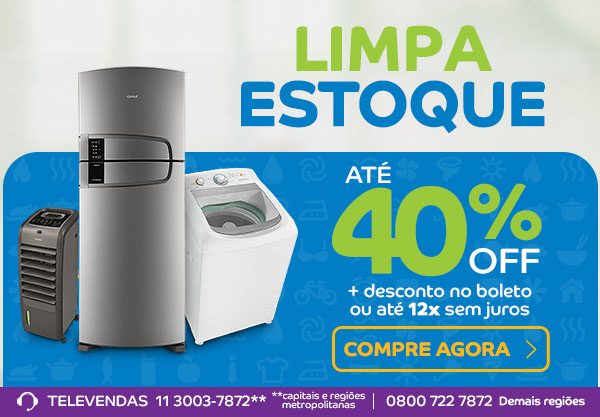 LIMPA
ESTOQUE
ATÉ
40%
OFF
+ desconto no boleto
ou até 12x sem juros
COMPRE AGORA
TELEVENDAS 11 3003-7872** **capitais e regiões
metropolitanas
0800 722 7872 Demais regiões